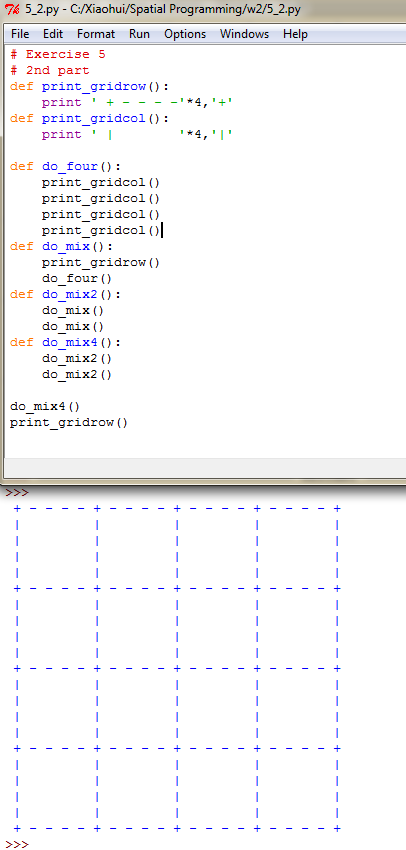 5_2.py - C:/Xiaohui/Spatial Programming/w2/5_2.py
File Edit Format Run Options Windows Help
# Exercise 5
# 2nd part
def print_gridrow():
    print ' + - - - -'*4,'+'
def print_gridcol():
    print ' |        '*4,'|'

def do_four():
    print_gridcol()
    print_gridcol()
    print_gridcol()
    print_gridcol()
def do_mix():
    print_gridrow()
    do_four()
def do_mix2():
    do_mix()
    do_mix()
def do_mix4():
    do_mix2()
    do_mix2()

do_mix4()
print_gridrow()
>>>
 + - - - - + - - - - + - - - - + - - - - +
 |         |         |         |         |
 |         |         |         |         |
 |         |         |         |         |
 |         |         |         |         |
 + - - - - + - - - - + - - - - + - - - - +
 |         |         |         |         |
 |         |         |         |         |
 |         |         |         |         |
 |         |         |         |         |
 + - - - - + - - - - + - - - - + - - - - +
 |         |         |         |         |
 |         |         |         |         |
 |         |         |         |         |
 |         |         |         |         |
 + - - - - + - - - - + - - - - + - - - - +
 |         |         |         |         |
 |         |         |         |         |
 |         |         |         |         |
 |         |         |         |         |
 + - - - - + - - - - + - - - - + - - - - +
>>>